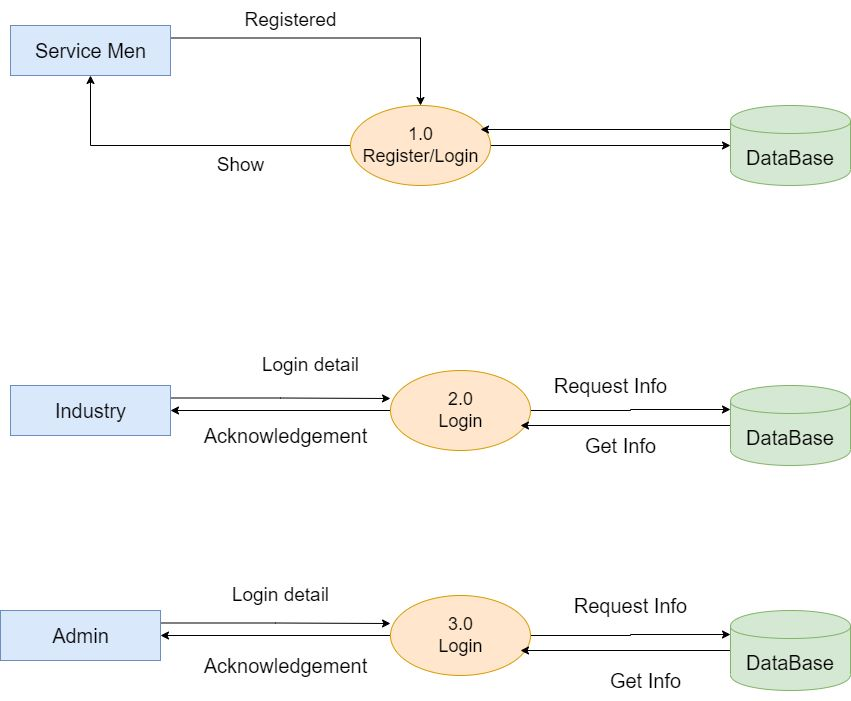 Registered
Service Men
1.0
Register/Login
DataBase
Show
Login detail
Request Info
Industry
2.0
Login
DataBase
Acknowledgement
Get Info
Login detail
Request Info
Admin
3.0
Login
DataBase
Acknowledgement
Get Info